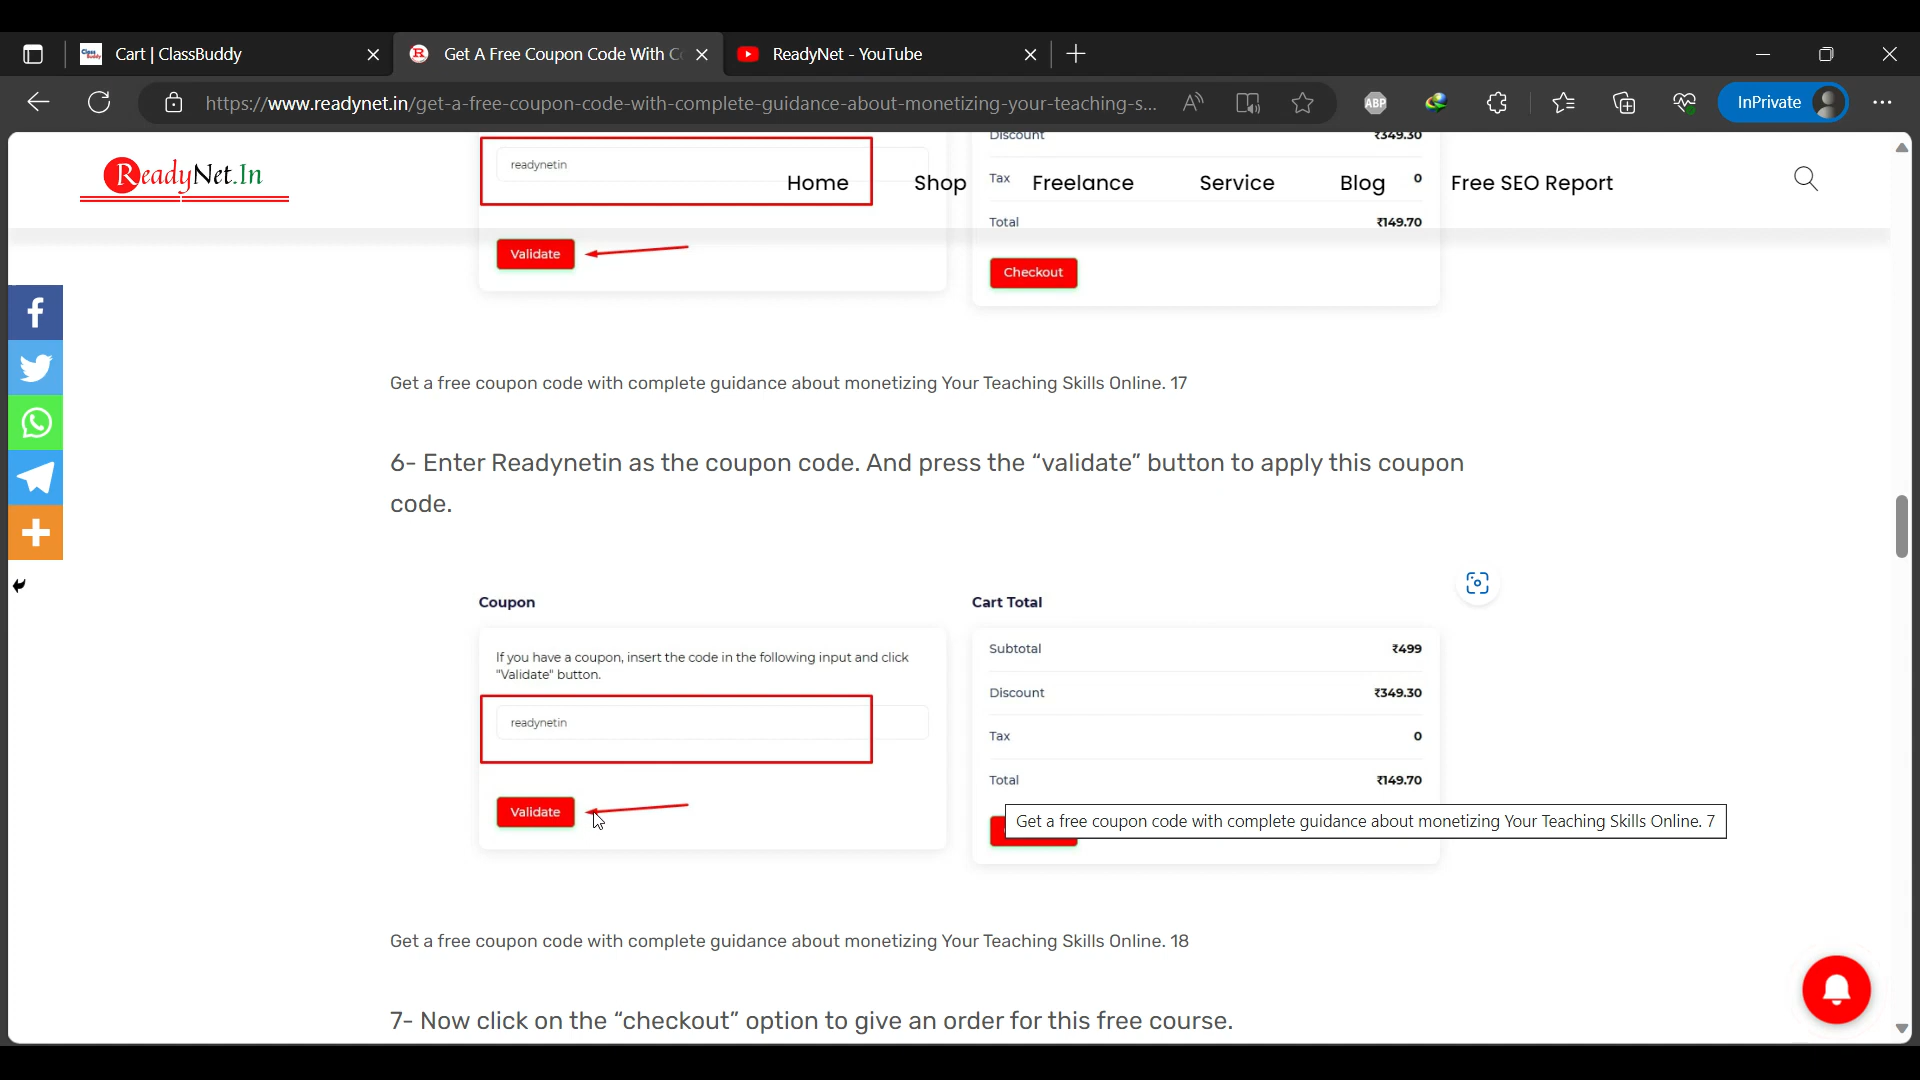 Cart | ClassBuddy
Get A Free Coupon Code With C
ReadyNet - YouTube
https://www.readynet.in/get-a-free-coupon-code-with-complete-guidance-about-monetizing-your-teaching-s...
ABP
InPrivate
ReadyNet.In
Home
Shop
Freelance
Service
Blog
Free SEO Report
readynetin
Validate
Discount ₹349.30
Tax 0
Total ₹149.70
Checkout
Get a free coupon code with complete guidance about monetizing Your Teaching Skills Online. 17
6- Enter Readynetin as the coupon code. And press the “validate” button to apply this coupon
code.
Coupon
If you have a coupon, insert the code in the following input and click
"Validate" button.
readynetin
Validate
Cart Total
Subtotal ₹499
Discount ₹349.30
Tax 0
Total ₹149.70
Get a free coupon code with complete guidance about monetizing Your Teaching Skills Online. 7
Get a free coupon code with complete guidance about monetizing Your Teaching Skills Online. 18
7- Now click on the “checkout” option to give an order for this free course.